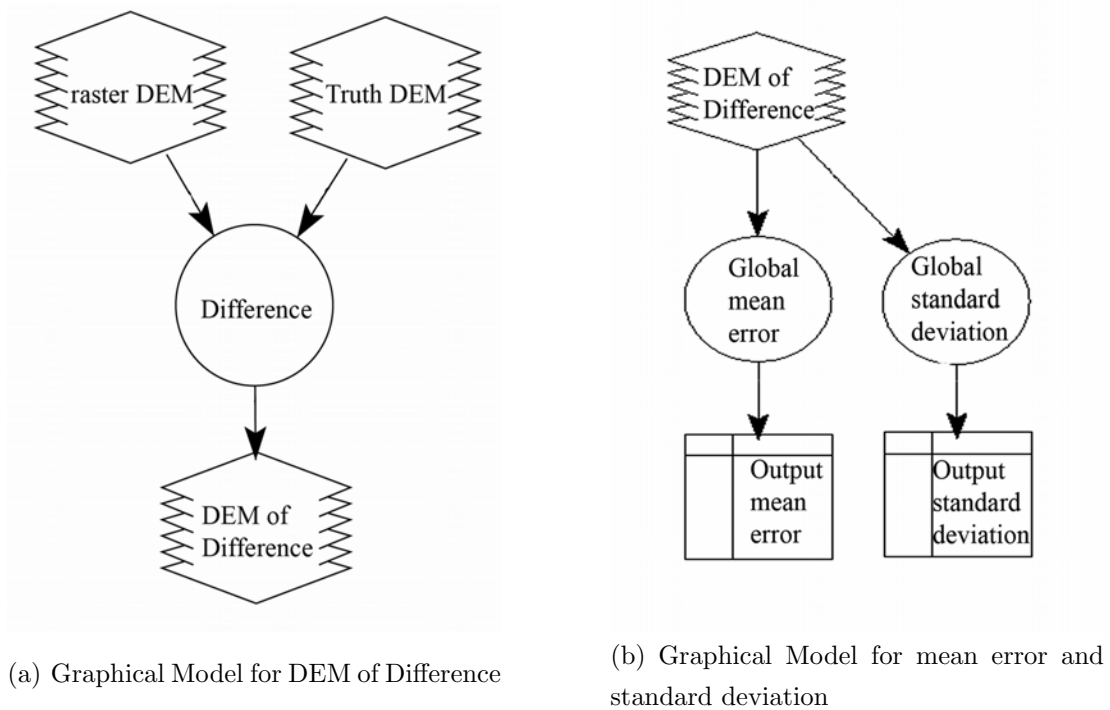 raster DEM
Truth DEM
Difference
DEM of
Difference
(a) Graphical Model for DEM of Difference
DEM of
Difference
Global
mean
error
Global
standard
deviation
Output
mean
error
Output
standard
deviation
(b) Graphical Model for mean error and
standard deviation